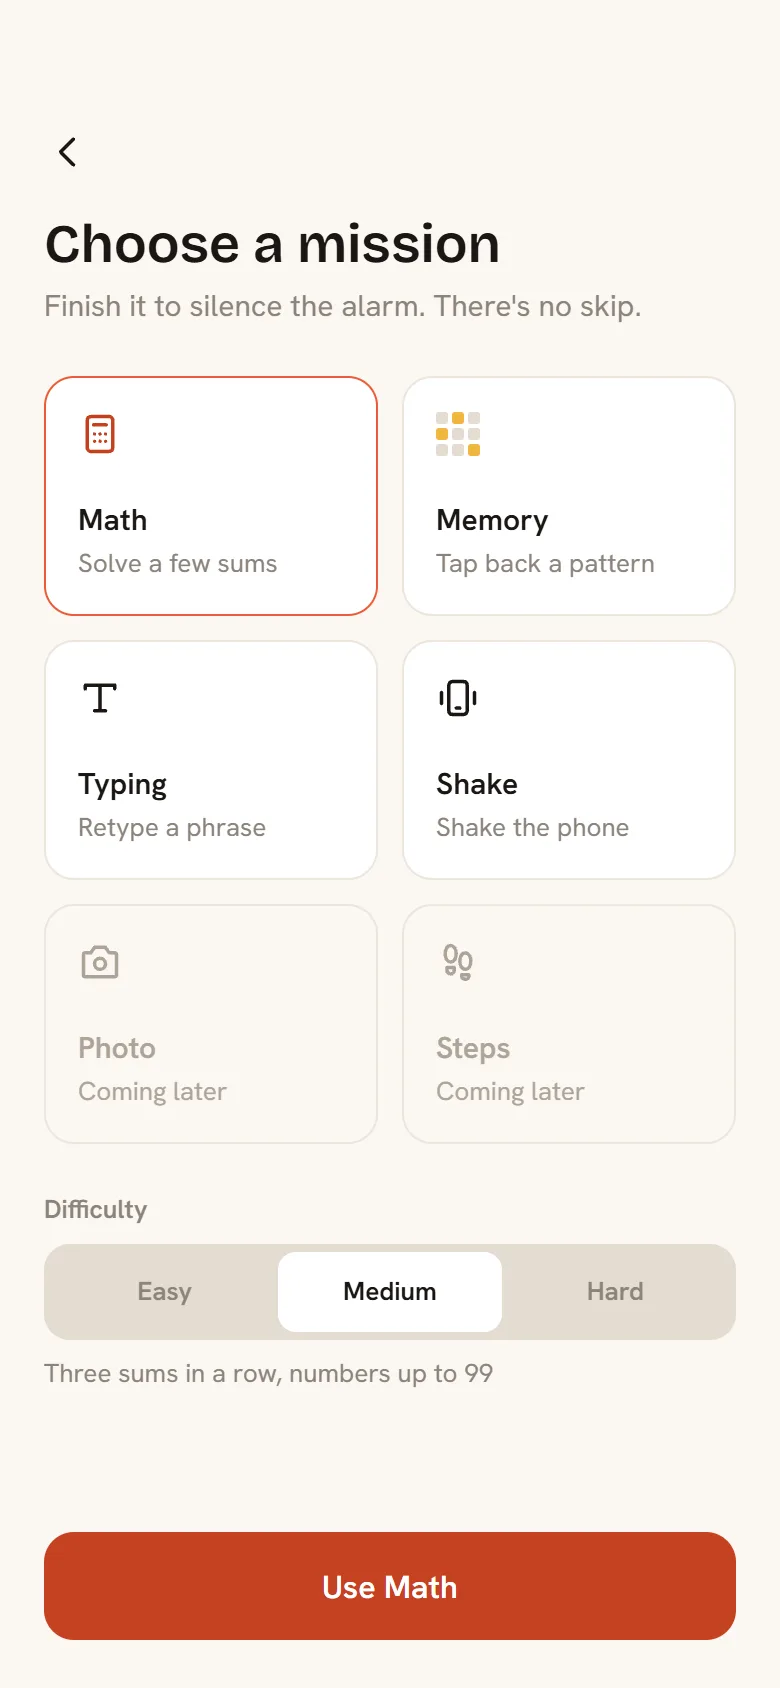 Choose a mission
Finish it to silence the alarm. There's no skip.
Math
Solve a few sums
Memory
Tap back a pattern
Typing
Retype a phrase
Shake
Shake the phone
Photo
Coming later
Steps
Coming later
Difficulty
Easy
Medium
Hard
Three sums in a row, numbers up to 99
Use Math